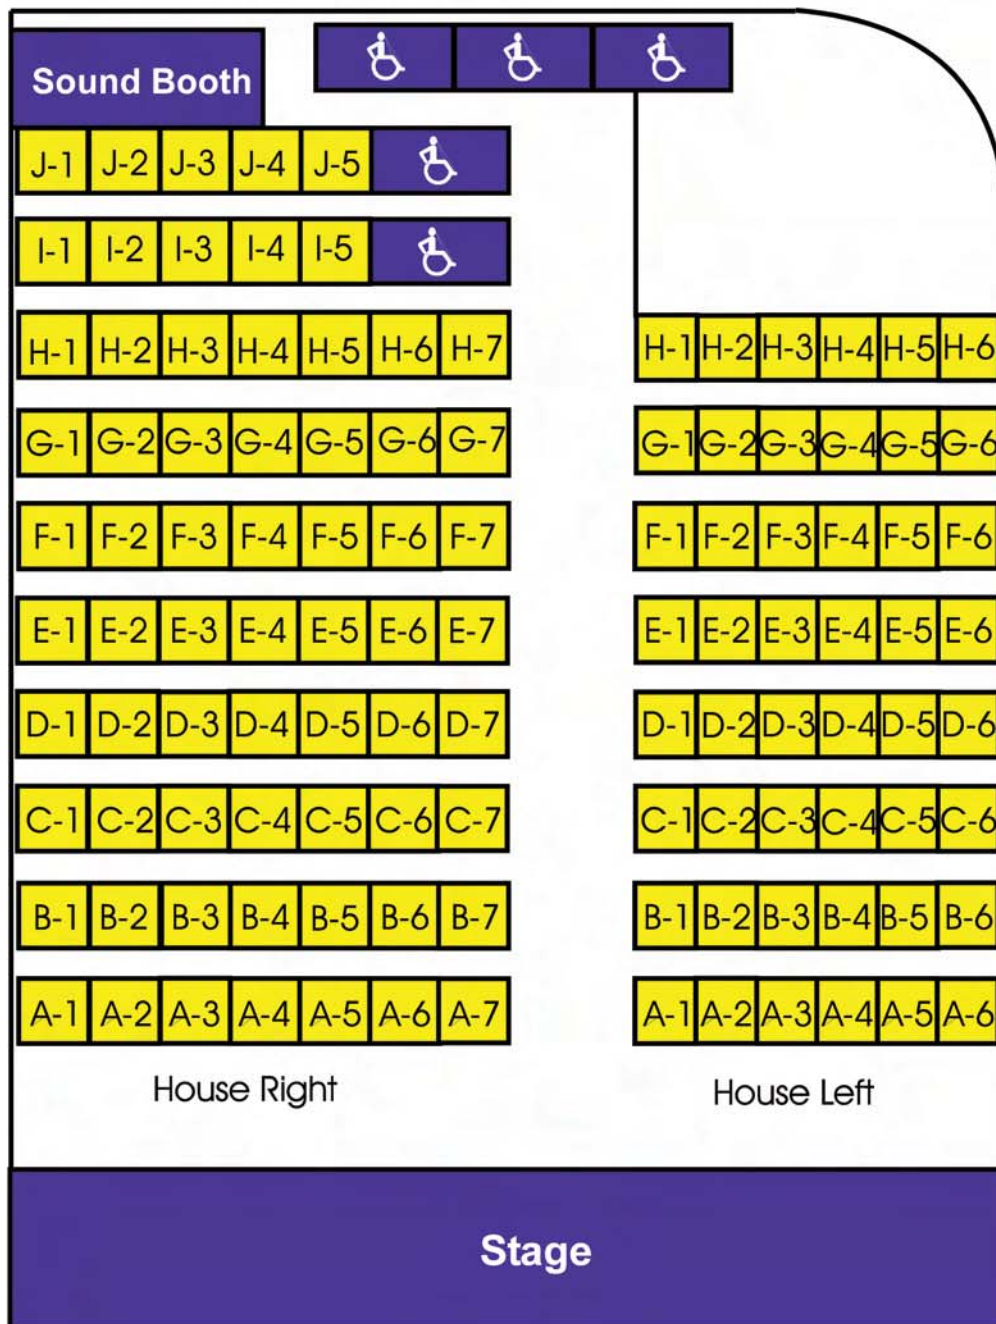 Sound Booth
J-1 J-2 J-3 J-4 J-5
I-1 I-2 I-3 I-4 I-5
H-1 H-2 H-3 H-4 H-5 H-6 H-7 H-1 H-2 H-3 H-4 H-5 H-6
G-1 G-2 G-3 G-4 G-5 G-6 G-7 G-1 G-2 G-3 G-4 G-5 G-6
F-1 F-2 F-3 F-4 F-5 F-6 F-7 F-1 F-2 F-3 F-4 F-5 F-6
E-1 E-2 E-3 E-4 E-5 E-6 E-7 E-1 E-2 E-3 E-4 E-5 E-6
D-1 D-2 D-3 D-4 D-5 D-6 D-7 D-1 D-2 D-3 D-4 D-5 D-6
C-1 C-2 C-3 C-4 C-5 C-6 C-7 C-1 C-2 C-3 C-4 C-5 C-6
B-1 B-2 B-3 B-4 B-5 B-6 B-7 B-1 B-2 B-3 B-4 B-5 B-6
A-1 A-2 A-3 A-4 A-5 A-6 A-7 A-1 A-2 A-3 A-4 A-5 A-6
House Right House Left
Stage